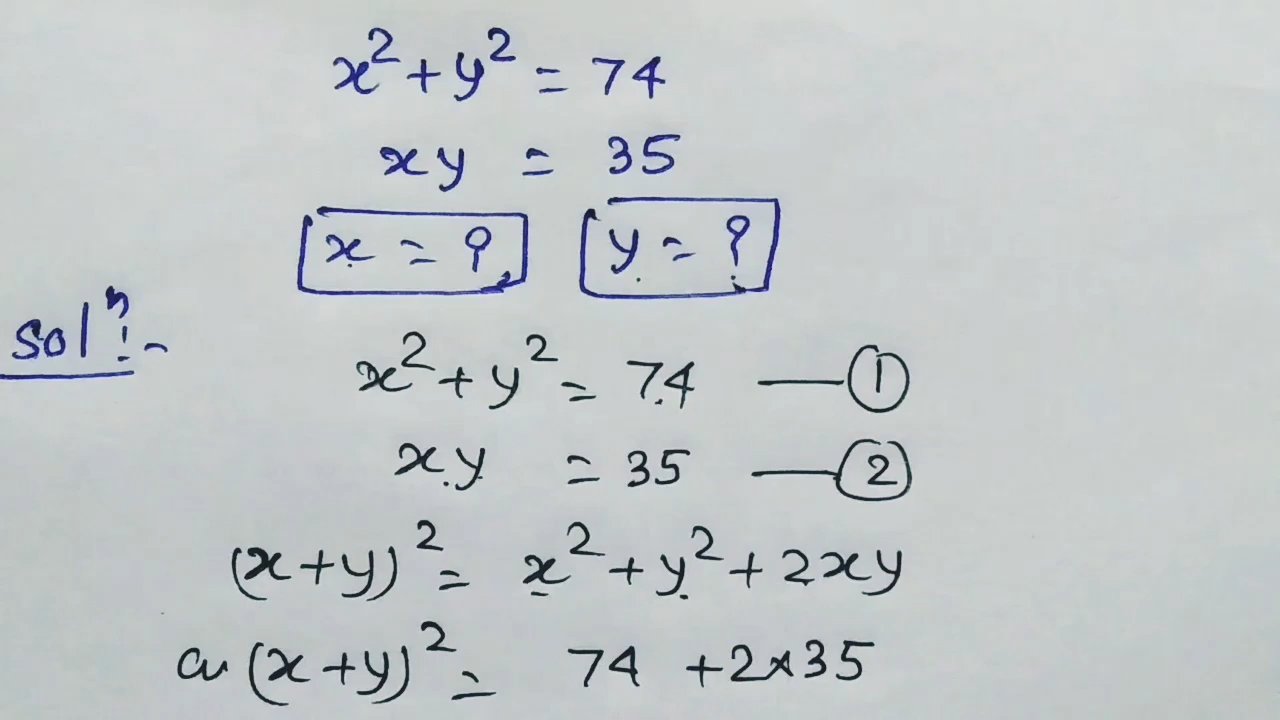 x² + y² = 74
xy = 35
x = ? y = ?
Solⁿ:-
x² + y² = 74 —①
xy = 35 —②
(x+y)² = x² + y² + 2xy
or (x+y)² = 74 + 2×35